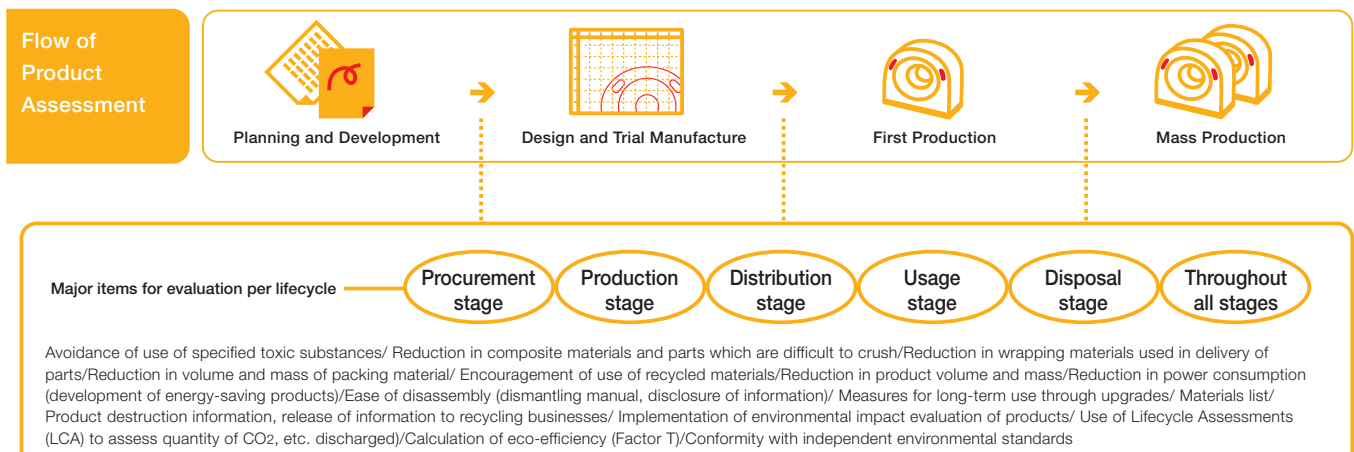 Flow of
Product
Assessment
Planning and Development
Design and Trial Manufacture
First Production
Mass Production
Major items for evaluation per lifecycle
Procurement
stage
Production
stage
Distribution
stage
Usage
stage
Disposal
stage
Throughout
all stages
Avoidance of use of specified toxic substances/ Reduction in composite materials and parts which are difficult to crush/Reduction in wrapping materials used in delivery of
parts/Reduction in volume and mass of packing material/ Encouragement of use of recycled materials/Reduction in product volume and mass/Reduction in power consumption
(development of energy-saving products)/Ease of disassembly (dismantling manual, disclosure of information)/ Measures for long-term use through upgrades/ Materials list/
Product destruction information, release of information to recycling businesses/ Implementation of environmental impact evaluation of products/ Use of Lifecycle Assessments
(LCA) to assess quantity of CO2, etc. discharged)/Calculation of eco-efficiency (Factor T)/Conformity with independent environmental standards